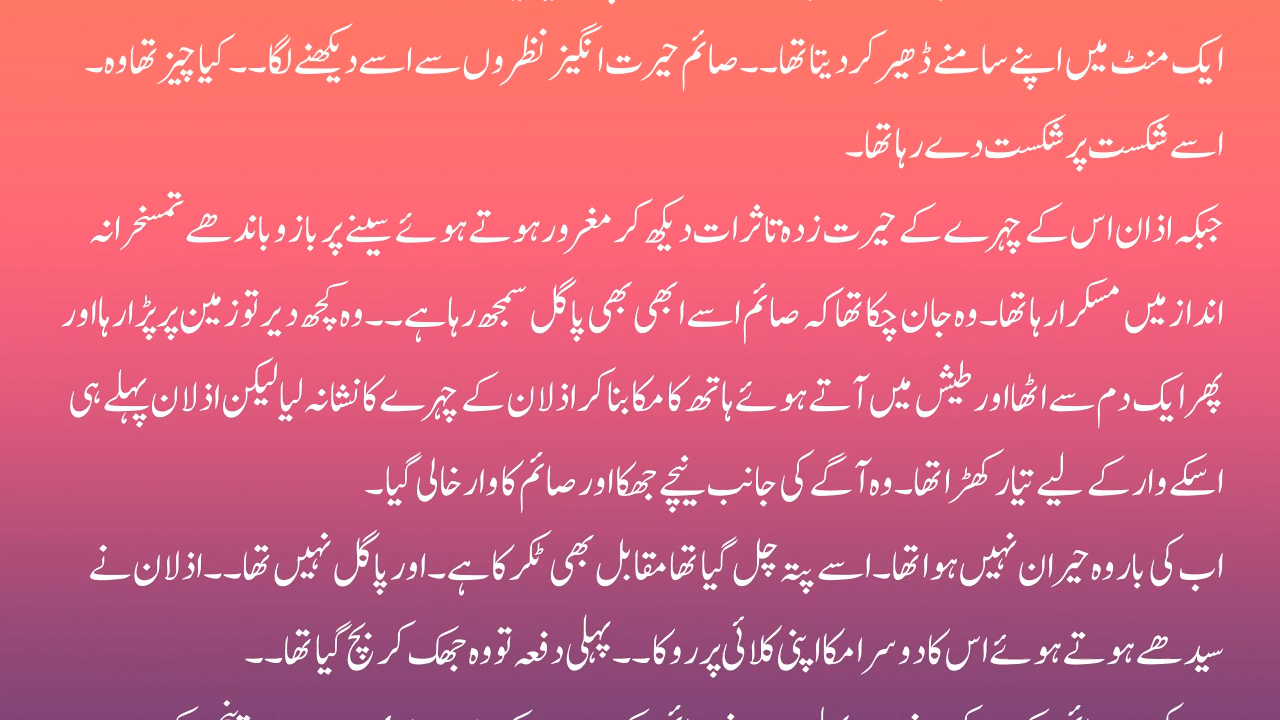 ایک منٹ میں اپنے سامنے ڈھیر کر دیتا تھا۔۔ صائم حیرت انگیز نظروں سے اسے دیکھنے لگا۔۔ کیا چیز تھا وہ۔
اسے شکست پر شکست دے رہا تھا۔
جبکہ اذان اس کے چہرے کے حیرت زدہ تاثرات دیکھ کر مغرور ہوتے ہوئے سینے پر بازو باندھے تمسخرانہ
انداز میں مسکرا رہا تھا۔ وہ جان چکا تھا کہ صائم اسے ابھی بھی پاگل سمجھ رہا ہے۔۔ وہ کچھ دیر تو زمین پر پڑا رہا اور
پھر ایک دم سے اٹھا اور طیش میں آتے ہوئے ہاتھ کا مکا بنا کر اذلان کے چہرے کا نشانہ لیا لیکن اذلان پہلے ہی
اسکے وار کے لیے تیار کھڑا تھا۔ وہ آگے کی جانب نیچے جھکا اور صائم کا وار خالی گیا۔
اب کی بار وہ حیران نہیں ہوا تھا۔ اسے پتہ چل گیا تھا مقابل بھی ٹکر کا ہے۔ اور پاگل نہیں تھا۔۔ اذلان نے
سیدھے ہوتے ہوئے اس کا دوسرا مکا اپنی کلائی پر روکا۔۔ پہلی دفعہ تو وہ جھک کر بچ گیا تھا۔۔